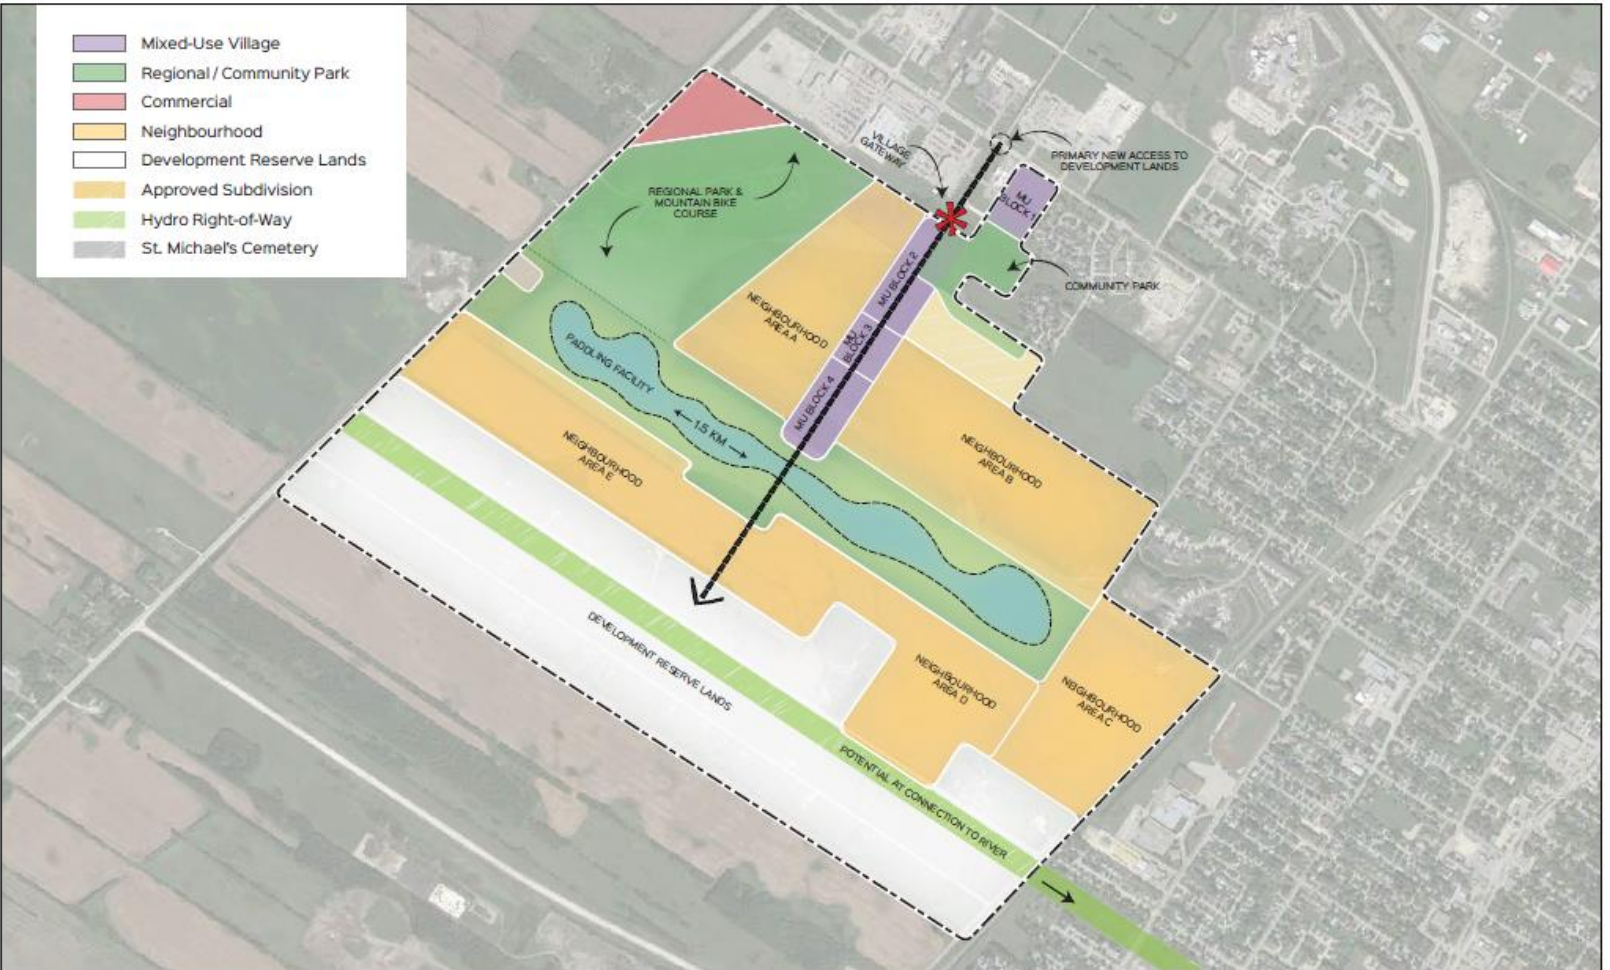 Mixed-Use Village
Regional / Community Park
Commercial
Neighbourhood
Development Reserve Lands
Approved Subdivision
Hydro Right-of-Way
St. Michael's Cemetery
VILLAGE
GATEWAY
PRIMARY NEW ACCESS TO
DEVELOPMENT LANDS
MU
BLOCK 1
REGIONAL PARK &
MOUNTAIN BIKE
COURSE
COMMUNITY PARK
MU BLOCK 2
NEIGHBOURHOOD
AREA A
MU
BLOCK 3
PADDLING FACILITY
MU BLOCK 4
1.5 KM
NEIGHBOURHOOD
AREA B
NEIGHBOURHOOD
AREA E
DEVELOPMENT RESERVE LANDS
NEIGHBOURHOOD
AREA D
NEIGHBOURHOOD
AREA C
POTENTIAL AT CONNECTION TO RIVER